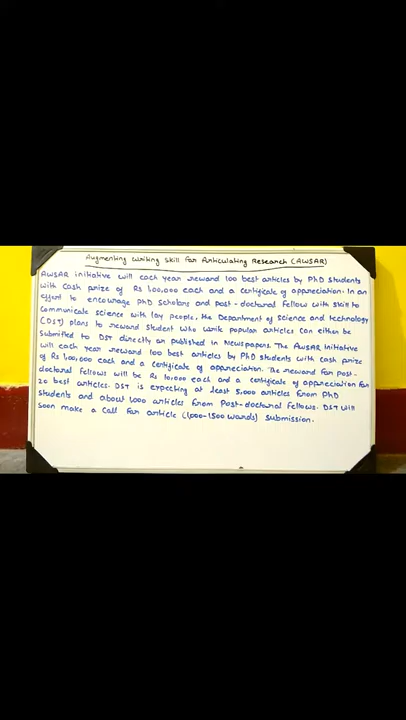 Augmenting Writing Skill for Articulating Research (AWSAR)
AWSAR initiative will each year reward 100 best articles by PhD Students
with Cash prize of Rs 1,00,000 each and a certificate of appreciation. In an
effort to encourage PhD Scholars and post-doctoral Fellow with skill to
communicate science with lay people, the Department of Science and technology
(DST) plans to reward Student who write popular articles can either be
Submitted to DST directly or published in Newspapers. The AWSAR Initiative
will each year reward 100 best articles by PhD students with cash prize
of Rs 1,00,000 each and a certificate of appreciation. The reward for post-
doctoral fellows will be Rs 10,000 each and a certificate of appreciation for
20 best articles. DST is expecting at least 5,000 articles from PhD
Students and about 1,000 articles from Post-doctoral Fellows. DST will
soon make a Call for article (1,000-1,500 words) Submission.